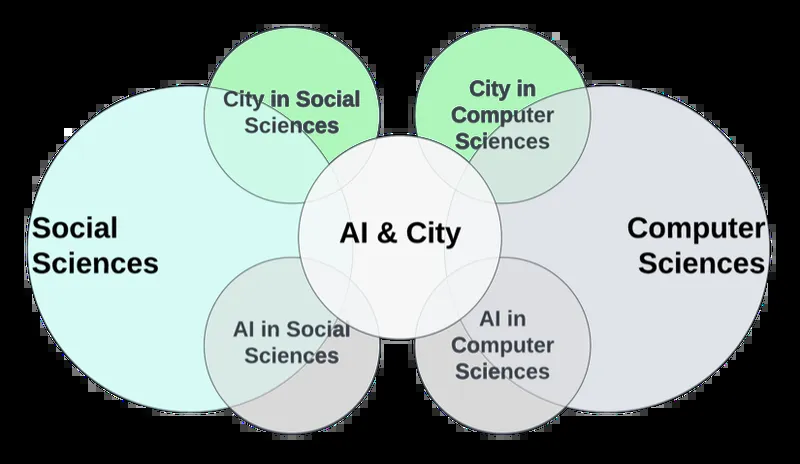 City in Social
Sciences
City in
Computer
Sciences
Social
Sciences
AI & City
Computer
Sciences
AI in Social
Sciences
AI in
Computer
Sciences